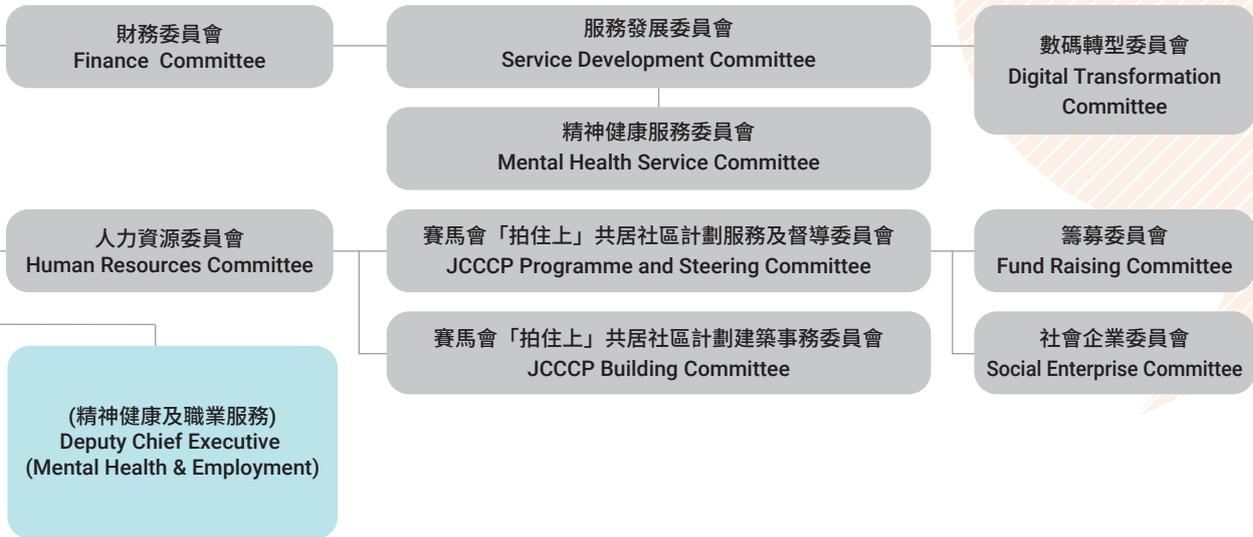 財務委員會
Finance Committee
服務發展委員會
Service Development Committee
數碼轉型委員會
Digital Transformation
Committee
精神健康服務委員會
Mental Health Service Committee
人力資源委員會
Human Resources Committee
賽馬會「拍住上」共居社區計劃服務及督導委員會
JCCCP Programme and Steering Committee
籌募委員會
Fund Raising Committee
賽馬會「拍住上」共居社區計劃建築事務委員會
JCCCP Building Committee
社會企業委員會
Social Enterprise Committee
(精神健康及職業服務)
Deputy Chief Executive
(Mental Health & Employment)